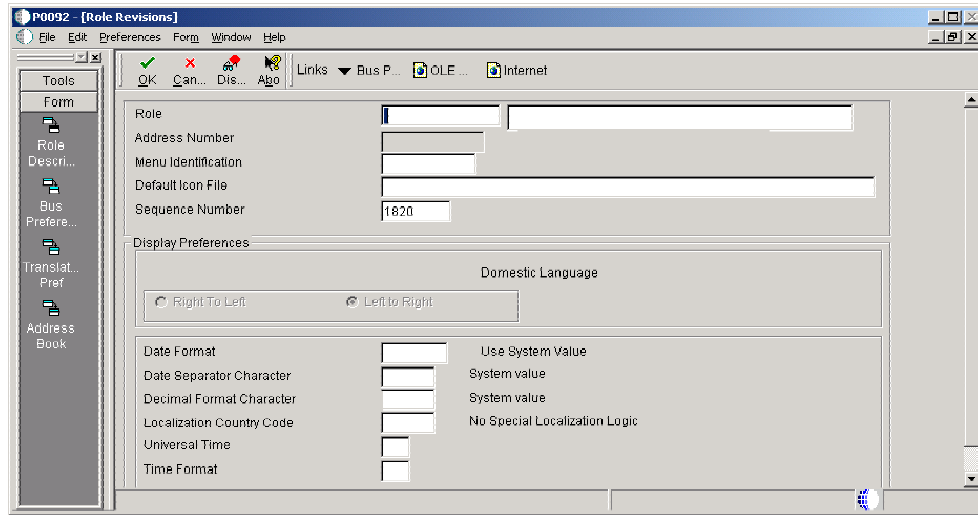 P0092 - [Role Revisions]
File Edit Preferences Form Window Help
OK Can... Dis... Abo Links Bus P... OLE ... Internet
Tools
Form
Role
Descri...
Bus
Prefere...
Translat...
Pref
Address
Book
Role
Address Number
Menu Identification
Default Icon File
Sequence Number 1820
Display Preferences
Domestic Language
Right To Left Left to Right
Date Format Use System Value
Date Separator Character System value
Decimal Format Character System value
Localization Country Code No Special Localization Logic
Universal Time
Time Format